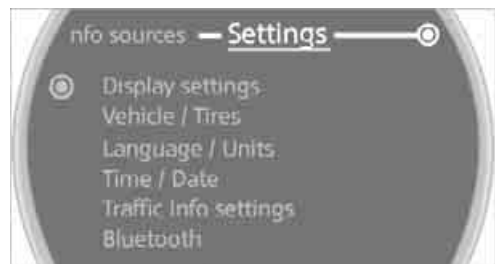 nfo sources Settings
Display settings
Vehicle / Tires
Language / Units
Time / Date
Traffic Info settings
Bluetooth